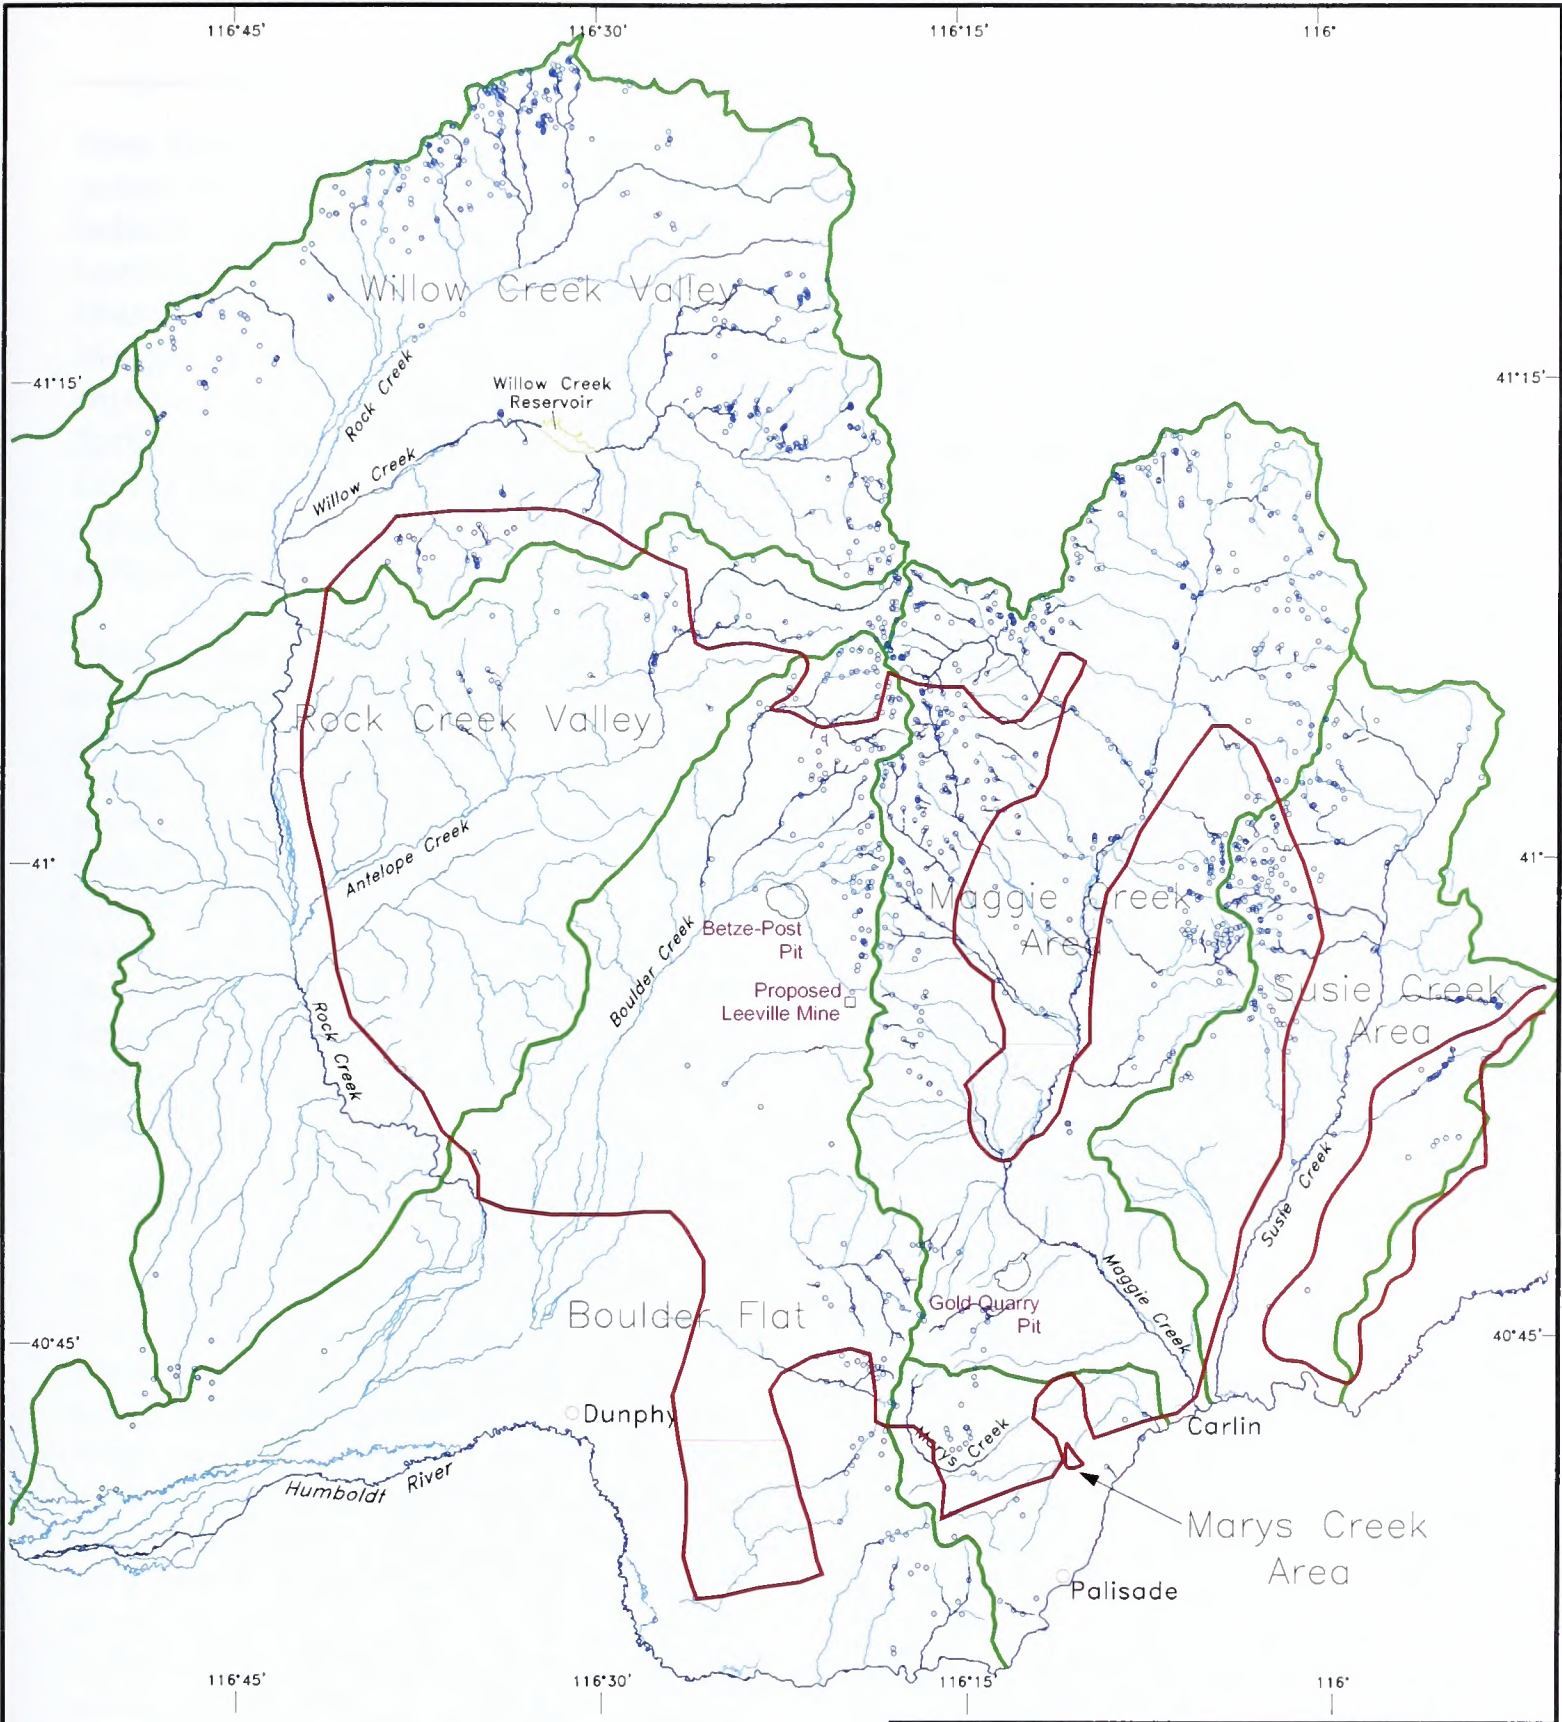 116°45'
116°30'
116°15'
116°
Willow Creek Valley
41°15'
41°15'
Rock Creek
Willow Creek
Reservoir
Willow Creek
Rock Creek Valley
Antelope Creek
41°
41°
Maggie Creek
Area
Betze-Post
Pit
Boulder Creek
Proposed
Leeville Mine
Susie Creek
Area
Rock Creek
Susie Creek
Maggie Creek
Gold Quarry
Pit
Boulder Flat
40°45'
40°45'
Dunphy
Carlin
Marys Creek
Humboldt River
Marys Creek
Area
Palisade
116°45'
116°30'
116°15'
116°